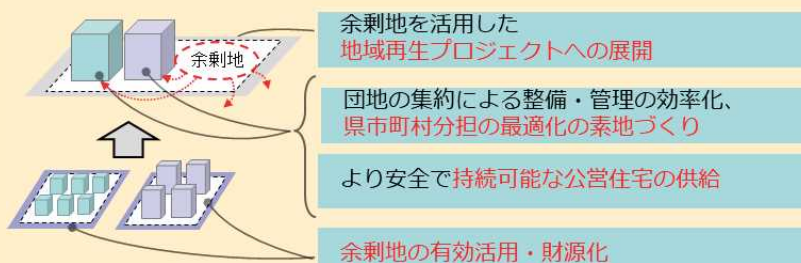 余剰地
余剰地を活用した
地域再生プロジェクトへの展開
団地の集約による整備・管理の効率化、
県市町村分担の最適化の素地づくり
より安全で持続可能な公営住宅の供給
余剰地の有効活用・財源化